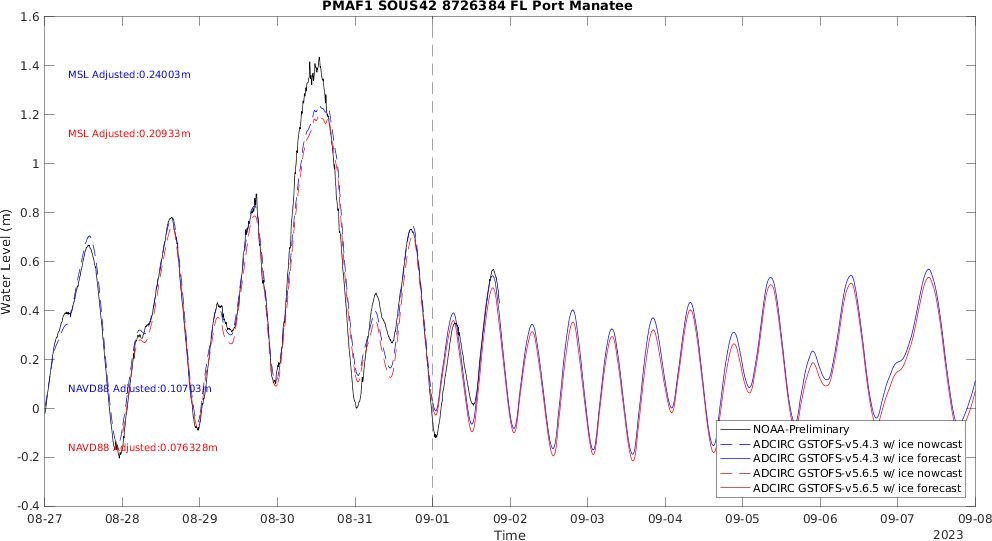 PMAF1 SOUS42 8726384 FL Port Manatee
Water Level (m)
1.6
1.4
1.2
1
0.8
0.6
0.4
0.2
0
-0.2
-0.4
MSL Adjusted:0.24003m
MSL Adjusted:0.20933m
NAVD88 Adjusted:0.10703m
NAVD88 Adjusted:0.076328m
NOAA-Preliminary
ADCIRC GSTOFS-v5.4.3 w/ ice nowcast
ADCIRC GSTOFS-v5.4.3 w/ ice forecast
ADCIRC GSTOFS-v5.6.5 w/ ice nowcast
ADCIRC GSTOFS-v5.6.5 w/ ice forecast
08-27 08-28 08-29 08-30 08-31 09-01 09-02 09-03 09-04 09-05 09-06 09-07 09-08
Time
2023